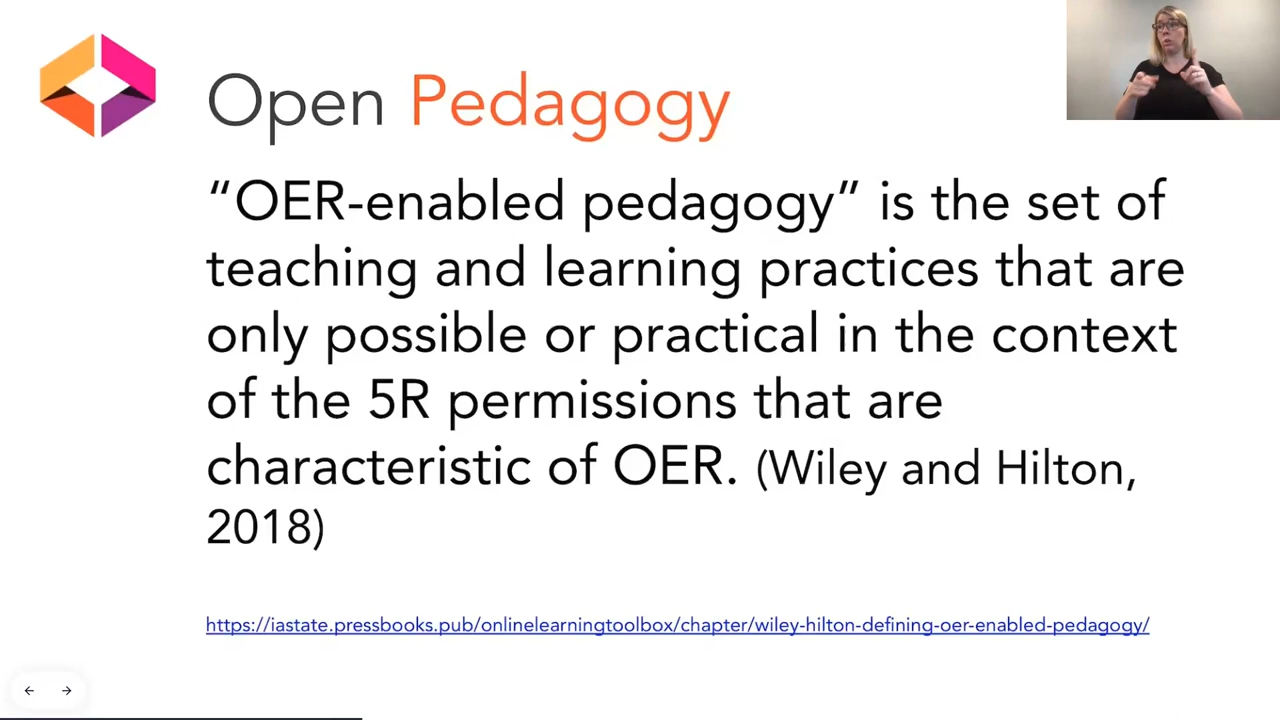 Open Pedagogy
“OER-enabled pedagogy” is the set of
teaching and learning practices that are
only possible or practical in the context
of the 5R permissions that are
characteristic of OER. (Wiley and Hilton,
2018)
https://iastate.pressbooks.pub/onlinelearningtoolbox/chapter/wiley-hilton-defining-oer-enabled-pedagogy/